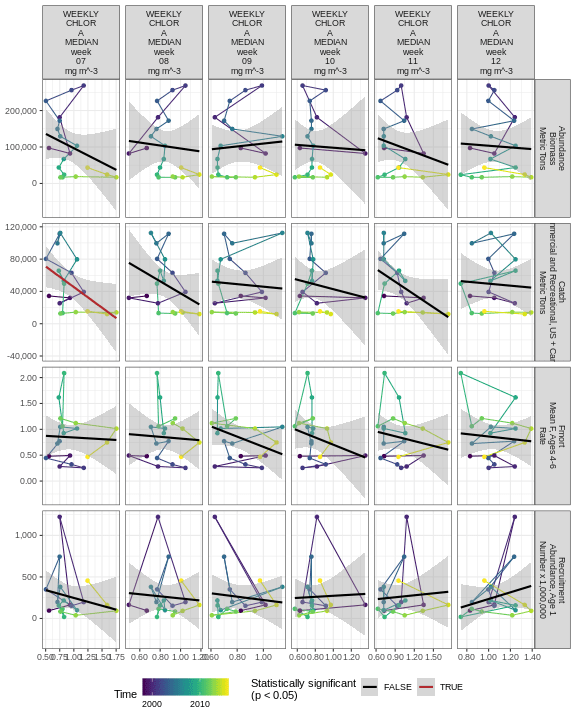 WEEKLY WEEKLY WEEKLY WEEKLY WEEKLY WEEKLY
CHLOR CHLOR CHLOR CHLOR CHLOR CHLOR
A A A A A A
MEDIAN MEDIAN MEDIAN MEDIAN MEDIAN MEDIAN
week week week week week week
07 08 09 10 11 12
mg m^-3 mg m^-3 mg m^-3 mg m^-3 mg m^-3 mg m^-3
200,000
100,000
0
Abundance
Biomass
Metric Tons
120,000
80,000
40,000
0
-40,000
Catch
mmercial and Recreational, US + Can
Metric Tons
2.00
1.50
1.00
0.50
0.00
Fmort
Mean F, Ages 4-6
Rate
1,000
500
0
Recruitment
Abundance, Age 1
Number x 1,000,000
0.50 0.75 1.00 1.25 1.50 1.75
0.60 0.80 1.00 1.20
0.60 0.80 1.00
0.60 0.80 1.00 1.20
0.60 0.90 1.20 1.50
0.80 1.00 1.20 1.40
Time
2000 2010
Statistically significant
(p < 0.05)
FALSE
TRUE